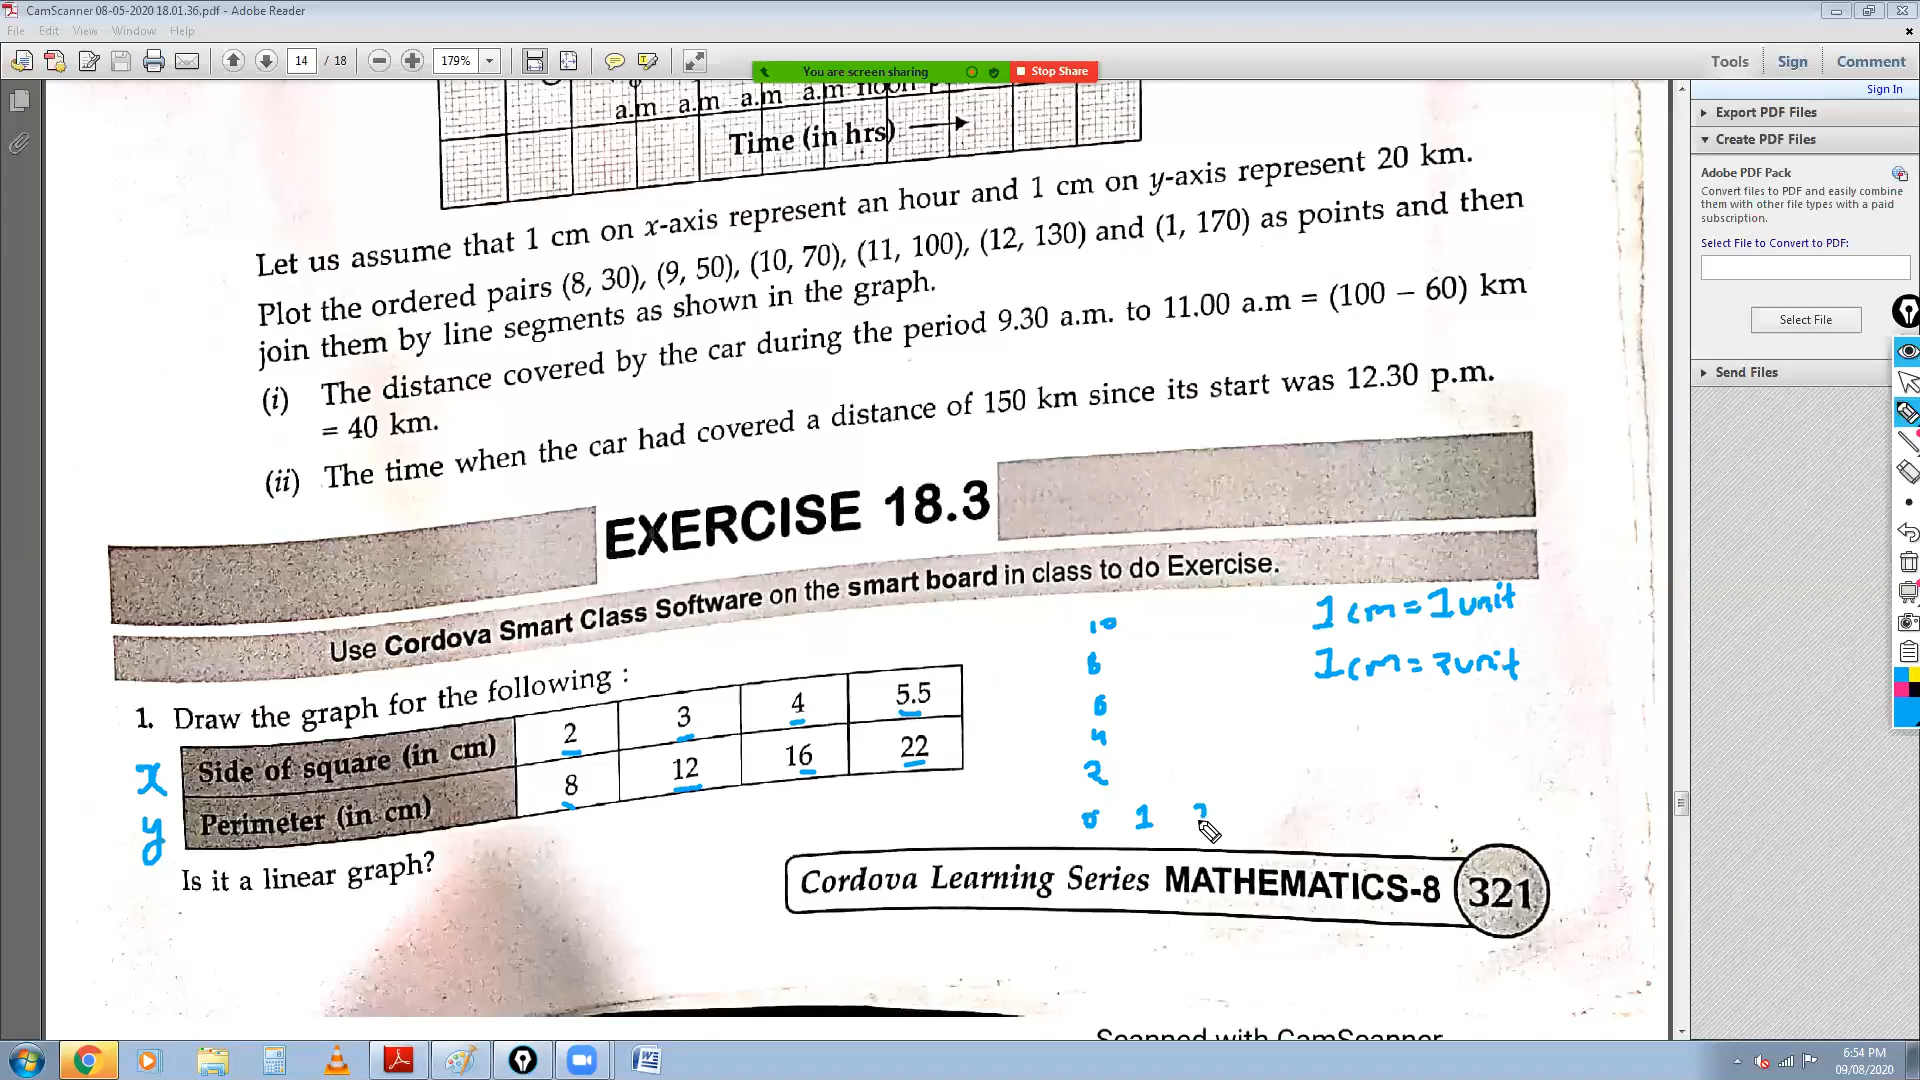 CamScanner 08-05-2020 18.01.36.pdf - Adobe Reader
File Edit View Window Help
14 / 18 179% Tools Sign Comment
You are screen sharing Stop Share
Sign In
Export PDF Files
Create PDF Files
Adobe PDF Pack
Convert files to PDF and easily combine
them with other file types with a paid
subscription.
Select File to Convert to PDF:
Select File
Send Files
a.m a.m a.m a.m noon
Time (in hrs)
Let us assume that 1 cm on x-axis represent an hour and 1 cm on y-axis represent 20 km.
Plot the ordered pairs (8, 30), (9, 50), (10, 70), (11, 100), (12, 130) and (1, 170) as points and then
join them by line segments as shown in the graph.
(i) The distance covered by the car during the period 9.30 a.m. to 11.00 a.m = (100 – 60) km
= 40 km.
(ii) The time when the car had covered a distance of 150 km since its start was 12.30 p.m.
EXERCISE 18.3
Use Cordova Smart Class Software on the smart board in class to do Exercise.
1 cm = 1 unit
1 cm = 2 unit
10
8
6
4
2
0 1
1. Draw the graph for the following :
x Side of square (in cm) 2 3 4 5.5
y Perimeter (in cm) 8 12 16 22
Is it a linear graph?
Cordova Learning Series MATHEMATICS-8 321
Scanned with CamScanner
6:54 PM
09/08/2020